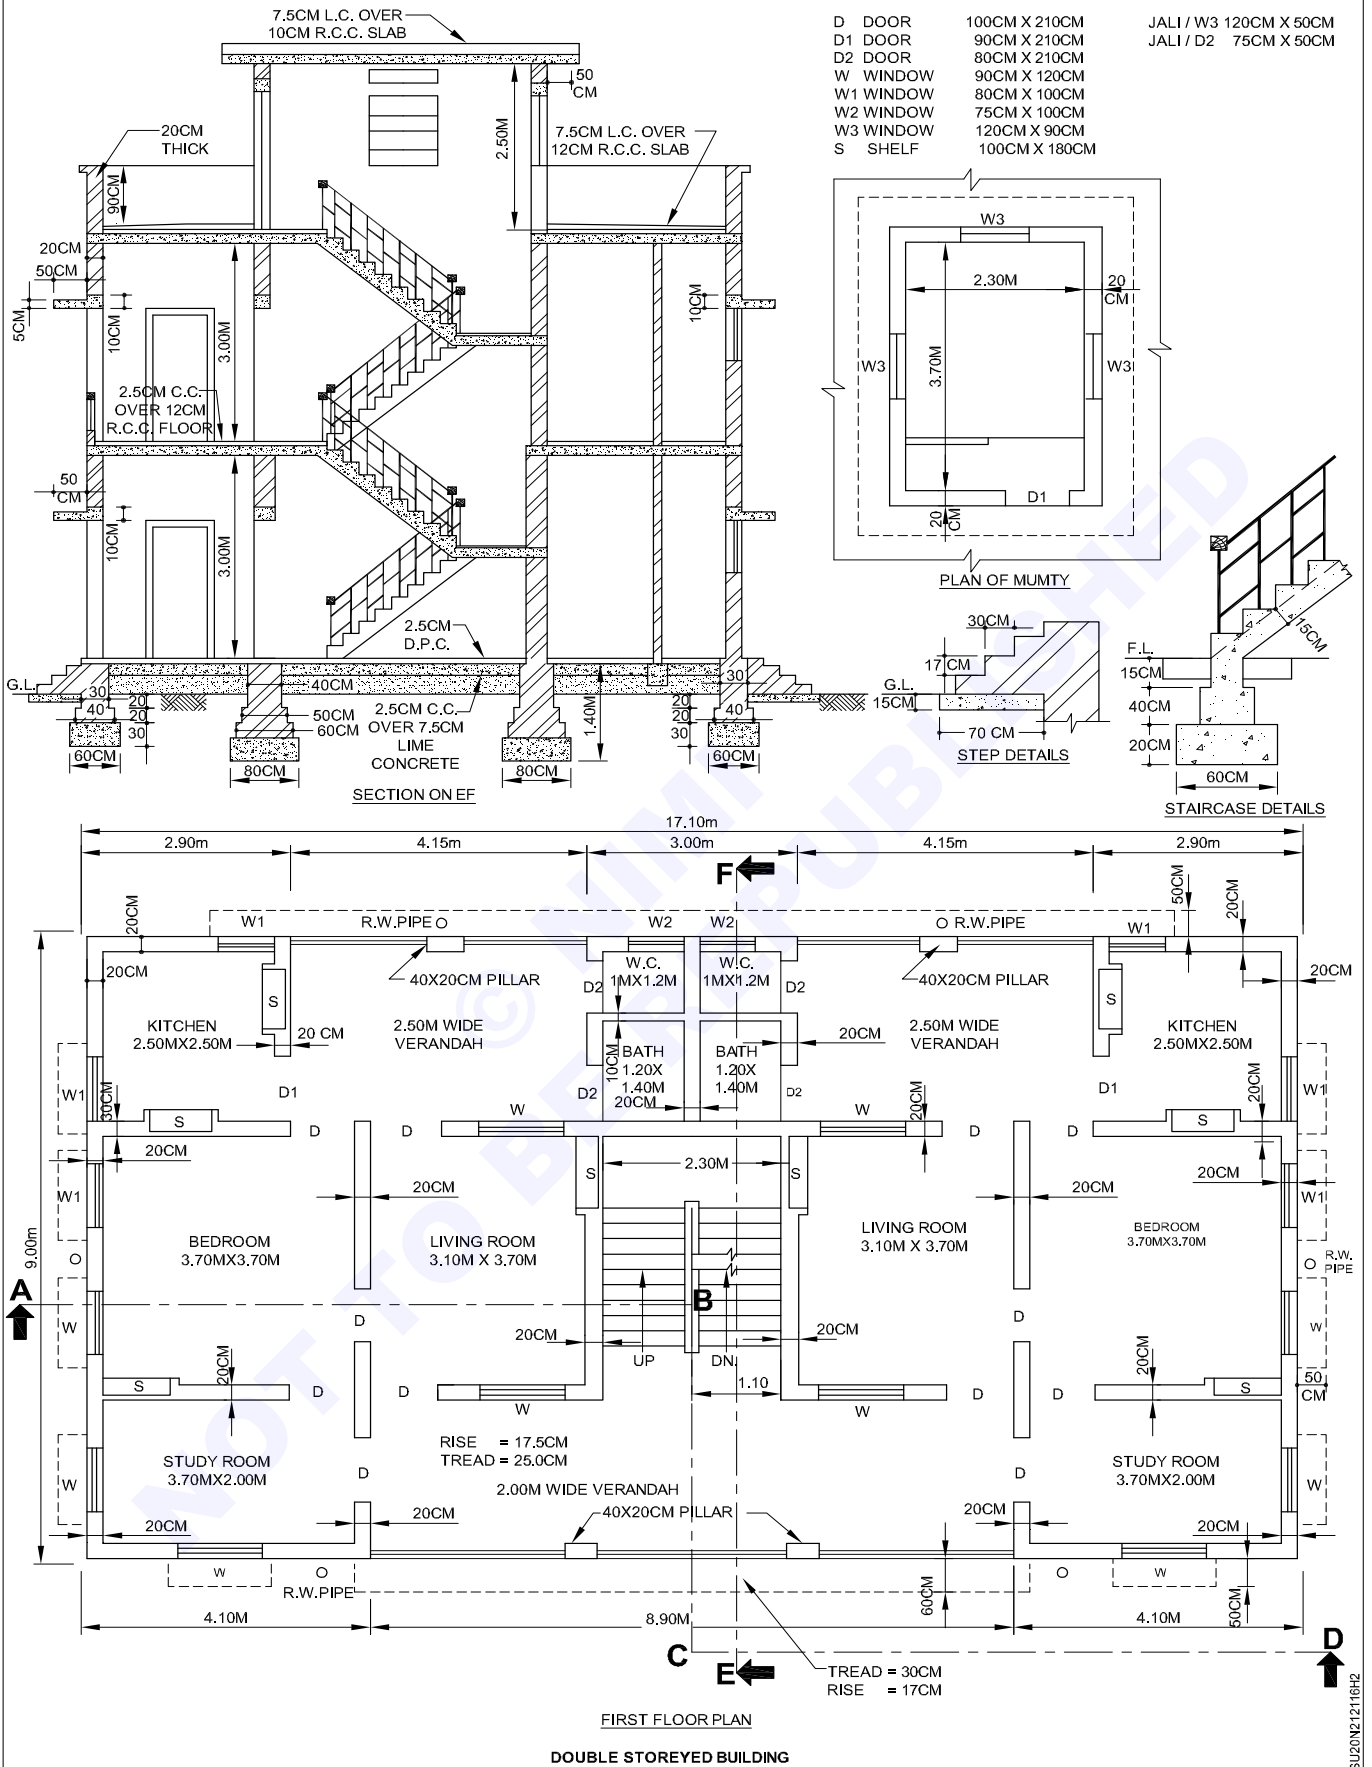 7.5CM L.C. OVER
10CM R.C.C. SLAB
50
CM
20CM
THICK
2.50M
7.5CM L.C. OVER
12CM R.C.C. SLAB
90CM
20CM
50CM
5CM
10CM
3.00M
10CM
2.5CM C.C.
OVER 12CM
R.C.C. FLOOR
50
CM
10CM
3.00M
2.5CM
D.P.C.
G.L.
30
40
20
20
30
60CM
40CM
50CM
60CM
80CM
2.5CM C.C.
OVER 7.5CM
LIME
CONCRETE
1.40M
80CM
30
20
20
30
40
60CM
SECTION ON EF
D DOOR 100CM X 210CM
D1 DOOR 90CM X 210CM
D2 DOOR 80CM X 210CM
W WINDOW 90CM X 120CM
W1 WINDOW 80CM X 100CM
W2 WINDOW 75CM X 100CM
W3 WINDOW 120CM X 90CM
S SHELF 100CM X 180CM
JALI / W3 120CM X 50CM
JALI / D2 75CM X 50CM
W3
2.30M
20
CM
W3
3.70M
W3
D1
20
CM
PLAN OF MUMTY
30CM
17 CM
G.L.
15CM
70 CM
STEP DETAILS
15CM
F.L.
15CM
40CM
20CM
60CM
STAIRCASE DETAILS
17.10m
2.90m
4.15m
3.00m
4.15m
2.90m
F
50CM
20CM
20CM
W1
R.W.PIPE
W2
W2
R.W.PIPE
W1
20CM
40X20CM PILLAR
W.C.
1MX1.2M
W.C.
1MX1.2M
40X20CM PILLAR
20CM
S
D2
D2
S
KITCHEN
2.50MX2.50M
20 CM
2.50M WIDE
VERANDAH
10CM
BATH
1.20X
1.40M
BATH
1.20X
1.40M
20CM
2.50M WIDE
VERANDAH
KITCHEN
2.50MX2.50M
W1
30CM
D1
D2
20CM
D2
D1
20CM
W1
S
D
D
W
W
20CM
D
D
S
20CM
S
2.30M
S
20CM
W1
20CM
20CM
W1
9.00m
BEDROOM
3.70MX3.70M
LIVING ROOM
3.10M X 3.70M
LIVING ROOM
3.10M X 3.70M
BEDROOM
3.70MX3.70M
R.W.
PIPE
A
B
W
D
20CM
20CM
D
W
UP
DN.
20CM
S
D
D
W
1.10
W
D
D
20CM
S
50
CM
RISE = 17.5CM
TREAD = 25.0CM
STUDY ROOM
3.70MX2.00M
D
2.00M WIDE VERANDAH
D
STUDY ROOM
3.70MX2.00M
W
W
20CM
20CM
40X20CM PILLAR
20CM
20CM
W
R.W.PIPE
W
60CM
50CM
4.10M
8.90M
4.10M
C
D
E
TREAD = 30CM
RISE = 17CM
FIRST FLOOR PLAN
DOUBLE STOREYED BUILDING
BU20N212116H2
© NIMI
NOT TO BE REPUBLISHED